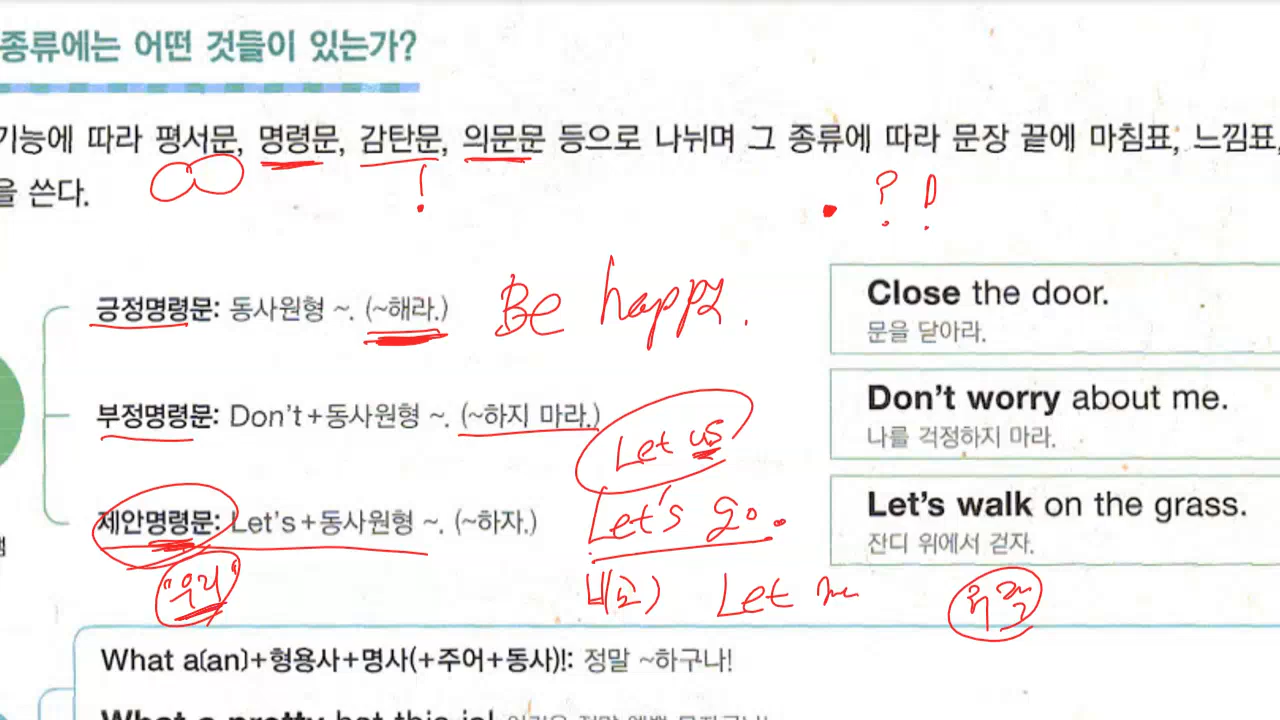 종류에는 어떤 것들이 있는가?
기능에 따라 평서문, 명령문, 감탄문, 의문문 등으로 나뉘며 그 종류에 따라 문장 끝에 마침표, 느낌표,
을 쓴다.
!
. ? !
긍정명령문: 동사원형 ~. (~해라.)
Be happy.
Close the door.
문을 닫아라.
부정명령문: Don't+동사원형 ~. (~하지 마라.)
Let us
Don't worry about me.
나를 걱정하지 마라.
제안명령문: Let's+동사원형 ~. (~하자.)
Let's go.
Let's walk on the grass.
잔디 위에서 걷자.
"우리"
비교) Let me
What a(an)+형용사+명사(+주어+동사)!: 정말 ~하구나!
What a pretty hat this is!